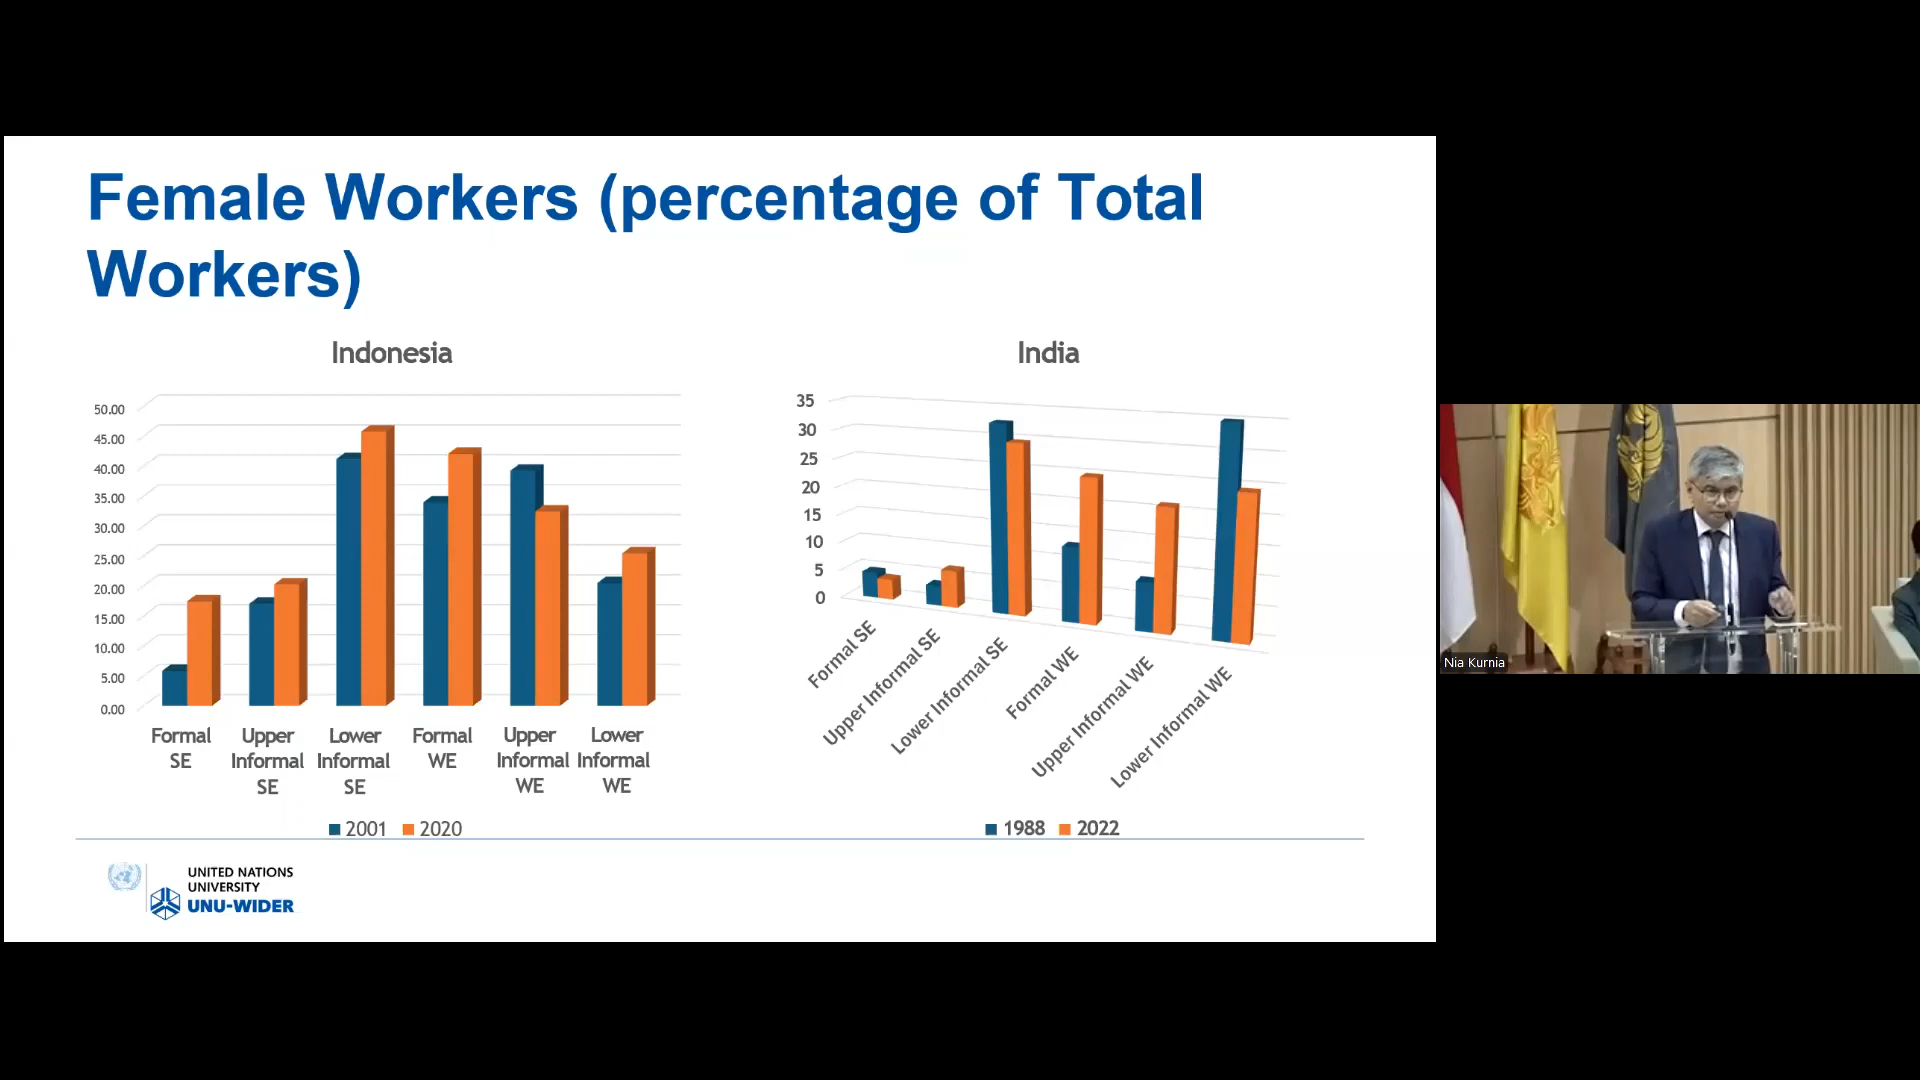 Female Workers (percentage of Total
Workers)
Indonesia
50.00
45.00
40.00
35.00
30.00
25.00
20.00
15.00
10.00
5.00
0.00
Formal SE
Upper Informal SE
Lower Informal SE
Formal WE
Upper Informal WE
Lower Informal WE
2001 2020
India
35
30
25
20
15
10
5
0
Formal SE
Upper Informal SE
Lower Informal SE
Formal WE
Upper Informal WE
Lower Informal WE
1988 2022
UNITED NATIONS
UNIVERSITY
UNU-WIDER
Nia Kurnia